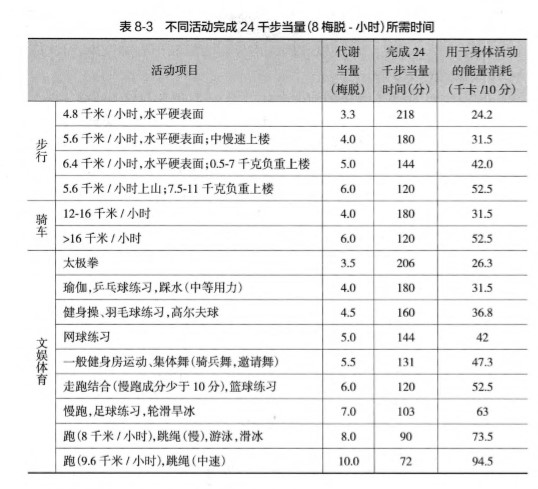 表 8-3 不同活动完成 24 千步当量(8 梅脱 - 小时)所需时间
活动项目 代谢当量(梅脱) 完成 24 千步当量时间(分) 用于身体活动的能量消耗(千卡 /10 分)
步行
4.8 千米 / 小时,水平硬表面 3.3 218 24.2
5.6 千米 / 小时,水平硬表面;中慢速上楼 4.0 180 31.5
6.4 千米 / 小时,水平硬表面;0.5-7 千克负重上楼 5.0 144 42.0
5.6 千米 / 小时上山;7.5-11 千克负重上楼 6.0 120 52.5
骑车
12-16 千米 / 小时 4.0 180 31.5
>16 千米 / 小时 6.0 120 52.5
文娱体育
太极拳 3.5 206 26.3
瑜伽,乒乓球练习,踩水(中等用力) 4.0 180 31.5
健身操、羽毛球练习,高尔夫球 4.5 160 36.8
网球练习 5.0 144 42
一般健身房运动、集体舞(骑兵舞,邀请舞) 5.5 131 47.3
走跑结合(慢跑成分少于 10 分),篮球练习 6.0 120 52.5
慢跑,足球练习,轮滑旱冰 7.0 103 63
跑(8 千米 / 小时),跳绳(慢),游泳,滑冰 8.0 90 73.5
跑(9.6 千米 / 小时),跳绳(中速) 10.0 72 94.5